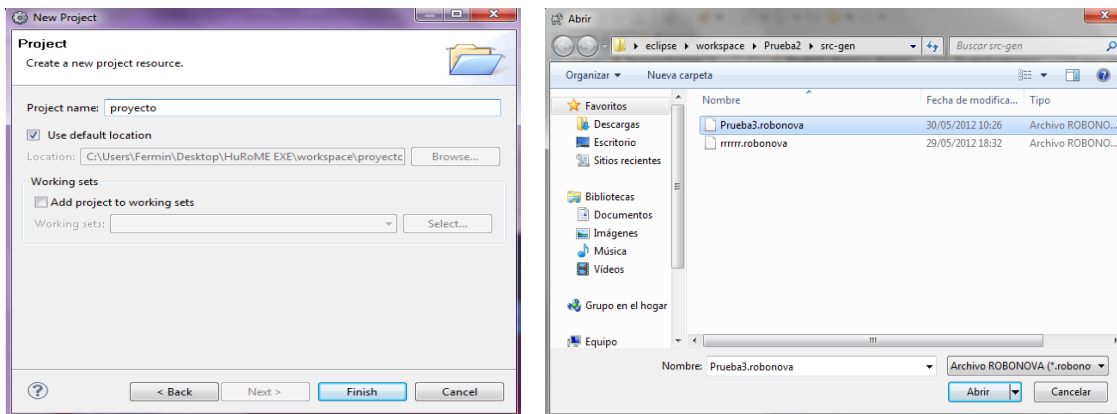 New Project
Project
Create a new project resource.
Project name: proyecto
Use default location
Location: C:\Users\Fermin\Desktop\HuRoME EXE\workspace\proyectc Browse...
Working sets
Add project to working sets
Working sets: Select...
< Back Next > Finish Cancel
Abrir
eclipse workspace Prueba2 src-gen Buscar src-gen
Organizar Nueva carpeta
Favoritos
Descargas
Escritorio
Sitios recientes
Bibliotecas
Documentos
Imágenes
Música
Vídeos
Grupo en el hogar
Equipo
Nombre Fecha de modifica... Tipo
Prueba3.robonova 30/05/2012 10:26 Archivo ROBONO...
rrrrrr.robonova 29/05/2012 18:32 Archivo ROBONO...
Nombre: Prueba3.robonova Archivo ROBONOVA (*.robono
Abrir Cancelar